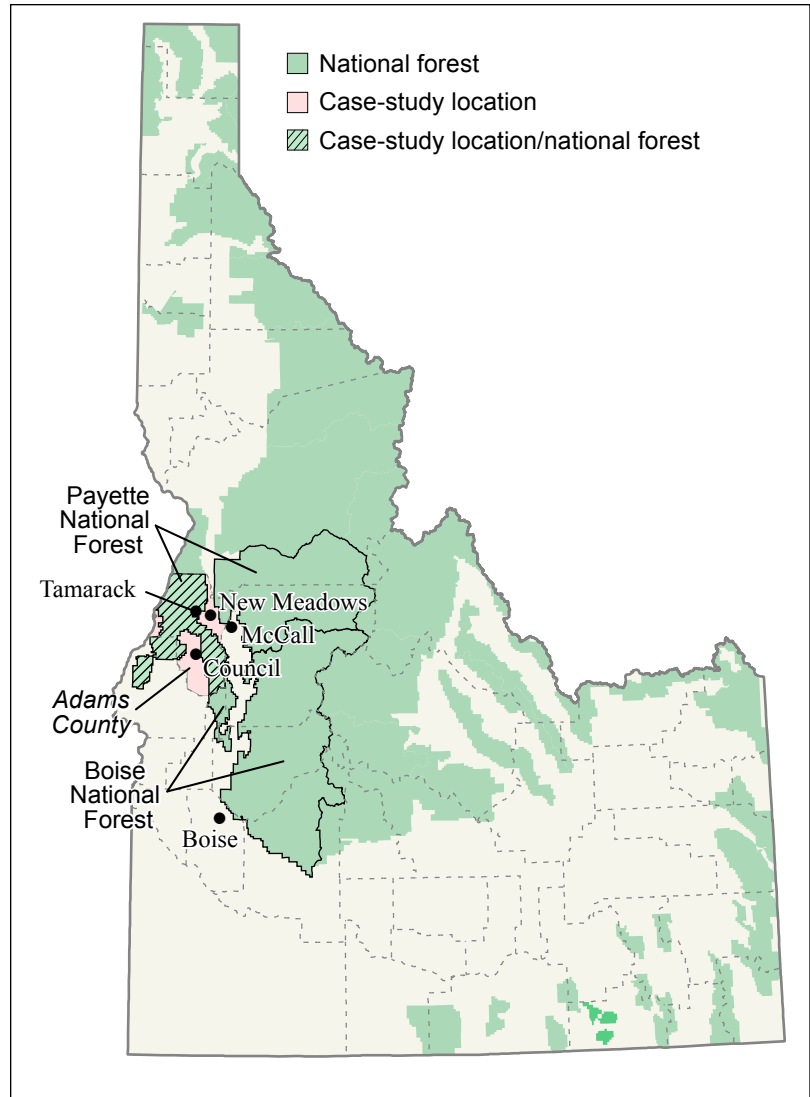 National forest
Case-study location
Case-study location/national forest
Payette
National
Forest
Tamarack
New Meadows
McCall
Council
Adams
County
Boise
National
Forest
Boise